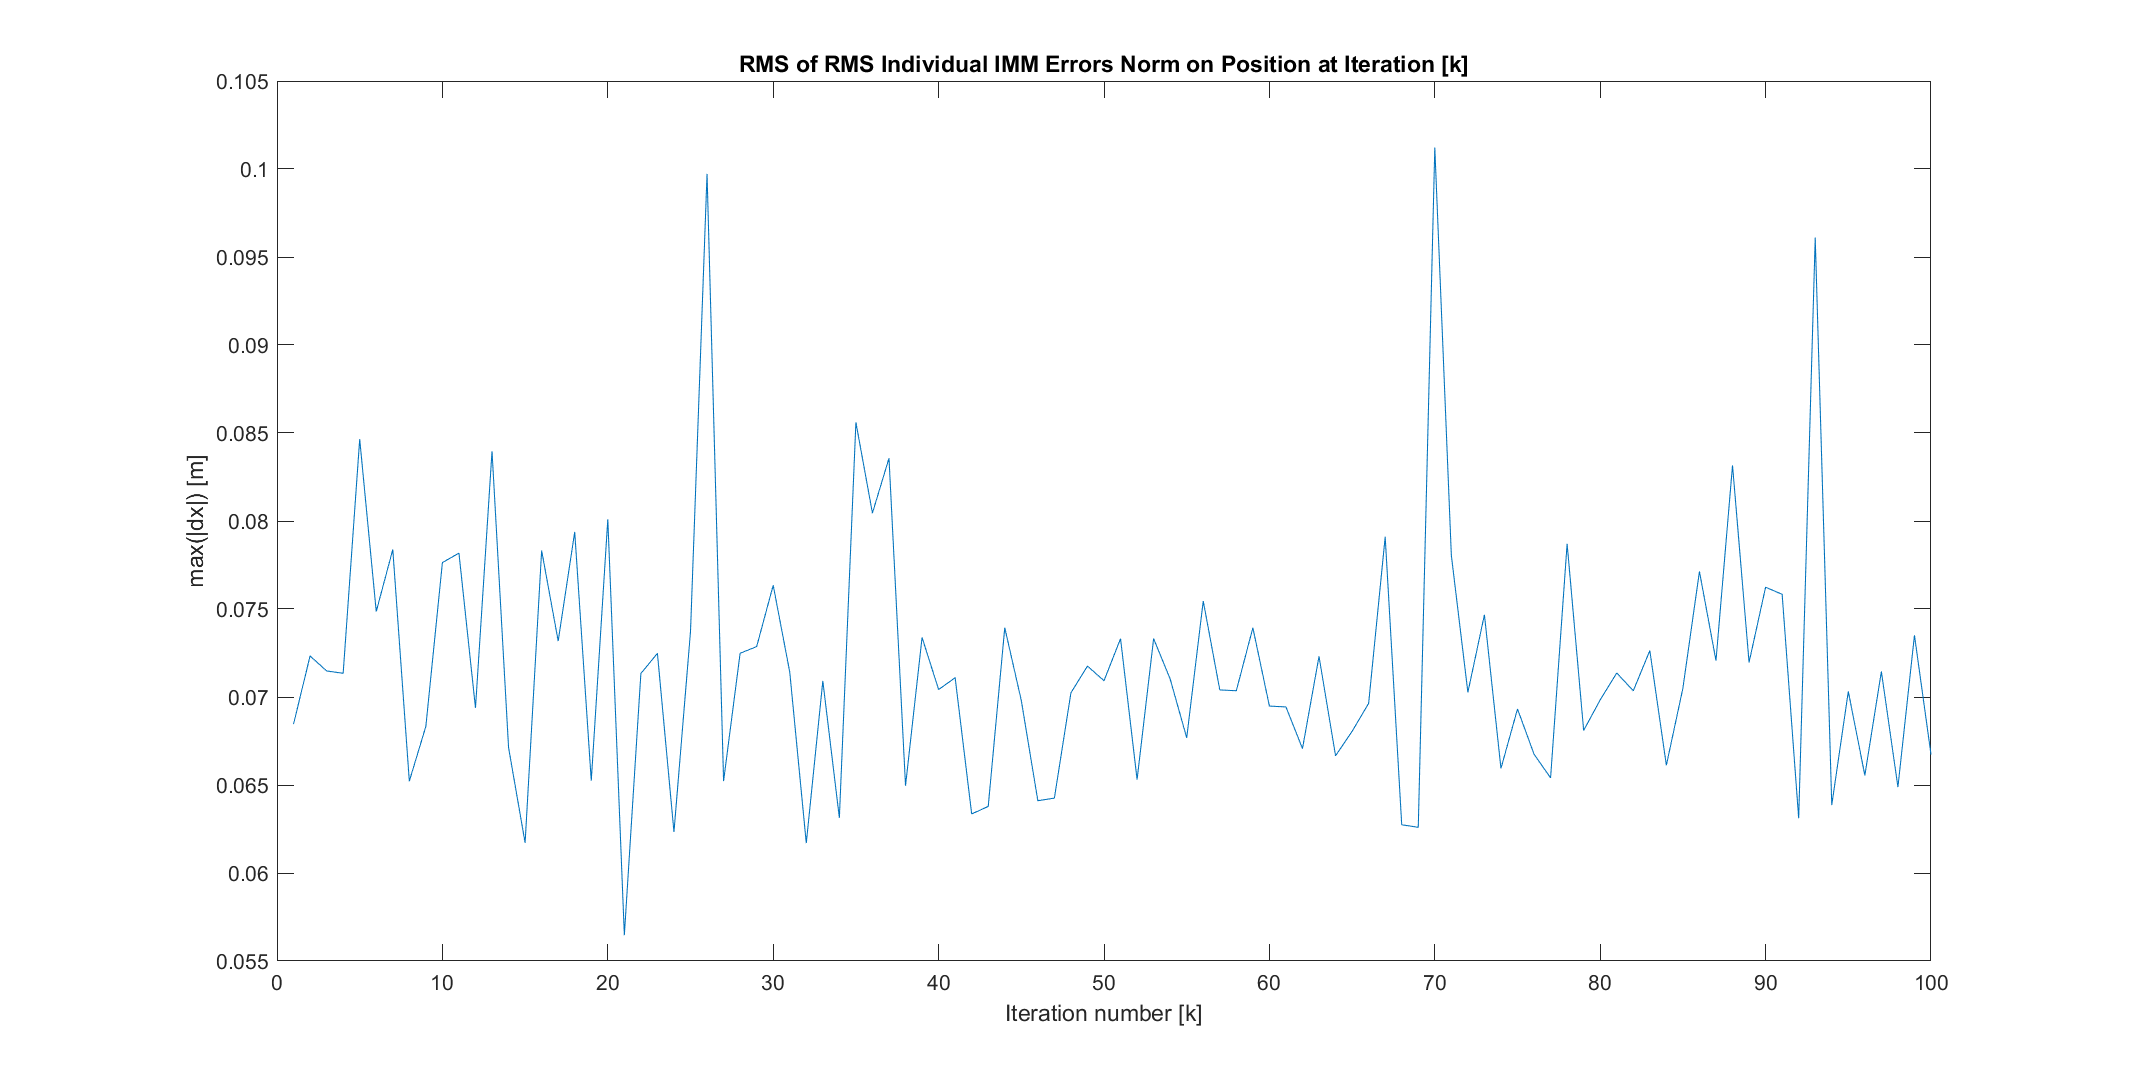 RMS of RMS Individual IMM Errors Norm on Position at Iteration [k]
0.105
0.1
0.095
0.09
0.085
0.08
0.075
0.07
0.065
0.06
0.055
max(|dx|) [m]
0 10 20 30 40 50 60 70 80 90 100
Iteration number [k]